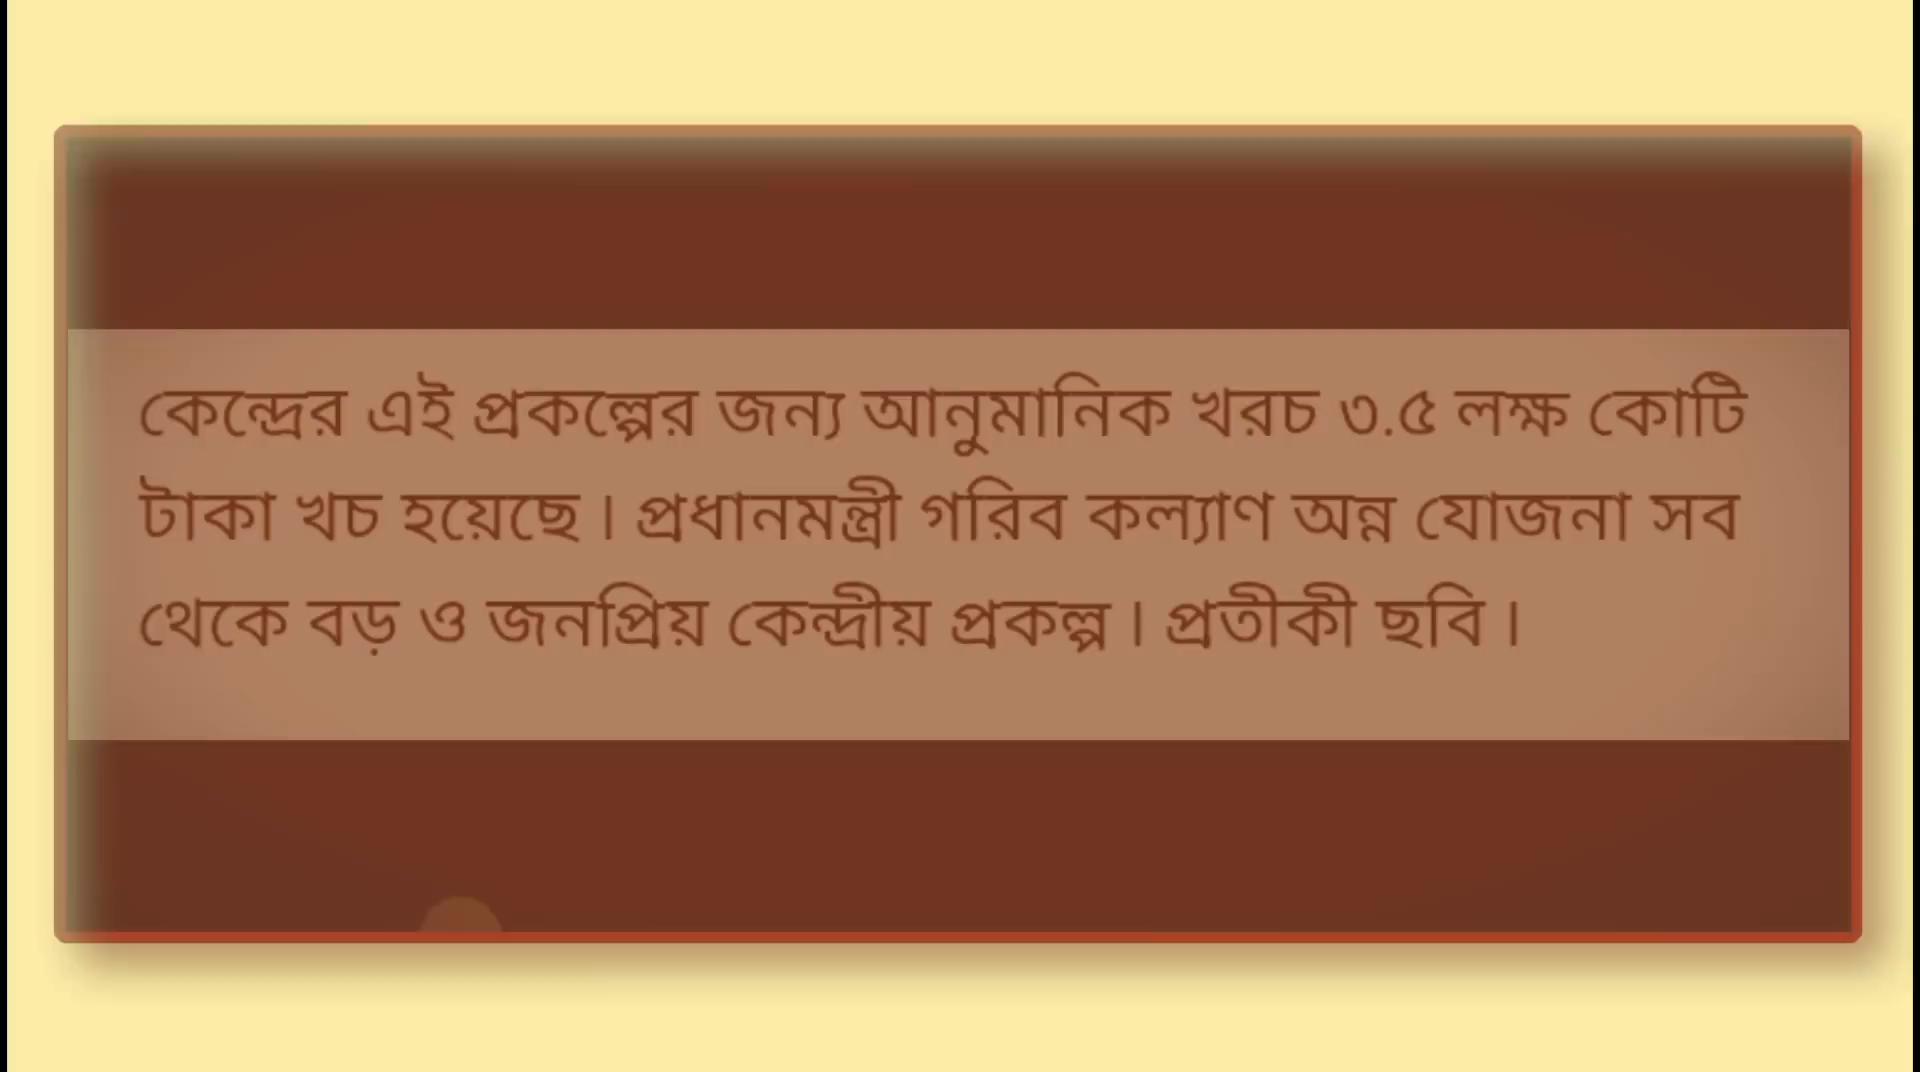 কেন্দ্রের এই প্রকল্পের জন্য আনুমানিক খরচ ৩.৫ লক্ষ কোটি
টাকা খচ হয়েছে। প্রধানমন্ত্রী গরিব কল্যাণ অন্ন যোজনা সব
থেকে বড় ও জনপ্রিয় কেন্দ্রীয় প্রকল্প। প্রতীকী ছবি।